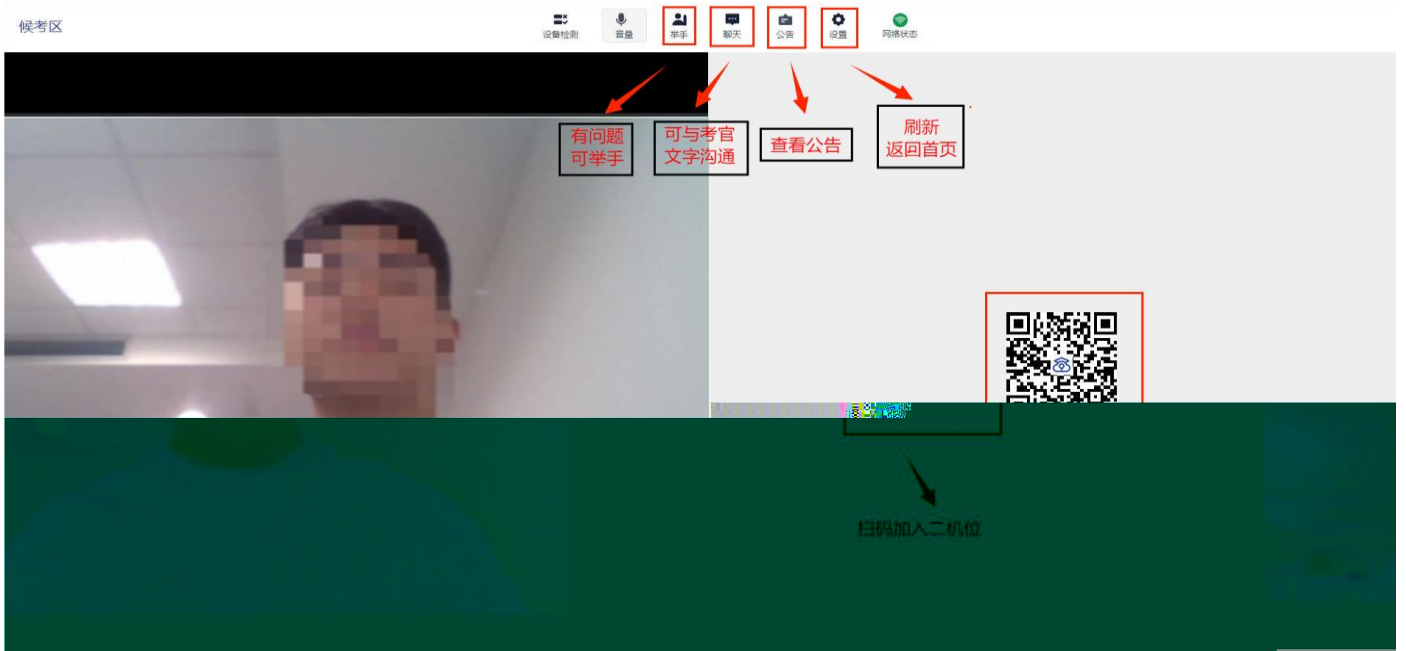 候考区
设备检测
音量
举手
聊天
公告
设置
网络状态
有问题
可举手
可与考官
文字沟通
查看公告
刷新
返回首页
扫码加入二机位